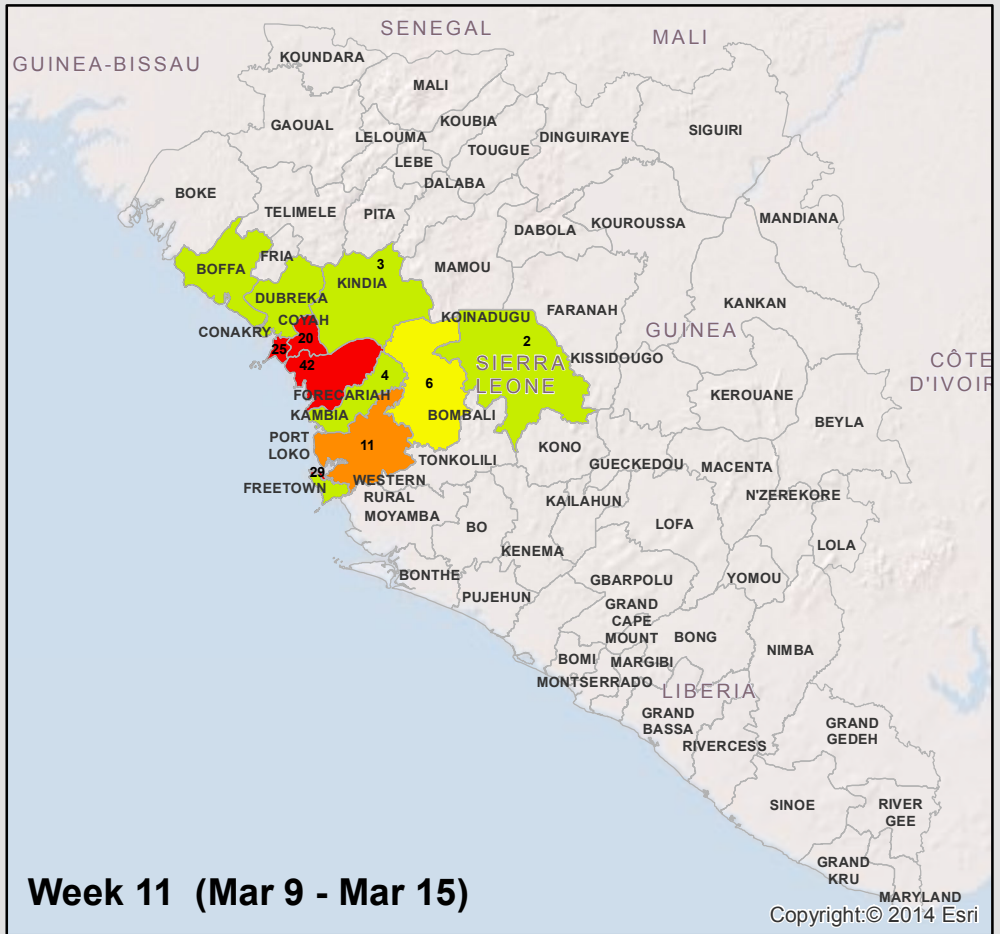 SENEGAL
MALI
GUINEA-BISSAU
KOUNDARA
MALI
GAOUAL
KOUBIA
LELOUMA
DINGUIRAYE
SIGUIRI
TOUGUE
LEBE
DALABA
BOKE
TELIMELE
PITA
DABOLA
KOUROUSSA
MANDIANA
FRIA
3
BOFFA
KINDIA
MAMOU
DUBREKA
KANKAN
FARANAH
COYAH
KOINADUGU
CONAKRY
20
2
GUINEA
25
SIERRA
LEONE
KISSIDOUGO
CÔTE
D'IVOIR
42
4
6
FORECARIAH
KEROUANE
KAMBIA
BOMBALI
BEYLA
PORT
LOKO
11
KONO
TONKOLILI
GUECKEDOU
MACENTA
29
WESTERN
RURAL
FREETOWN
N'ZEREKORE
KAILAHUN
MOYAMBA
BO
LOFA
LOLA
KENEMA
BONTHE
GBARPOLU
YOMOU
PUJEHUN
GRAND
CAPE
MOUNT
BONG
NIMBA
BOMI
MARGIBI
MONTSERRADO
LIBERIA
GRAND
BASSA
GRAND
GEDEH
RIVERCESS
SINOE
RIVER
GEE
GRAND
KRU
MARYLAND
Week 11 (Mar 9 - Mar 15)
Copyright:© 2014 Esri